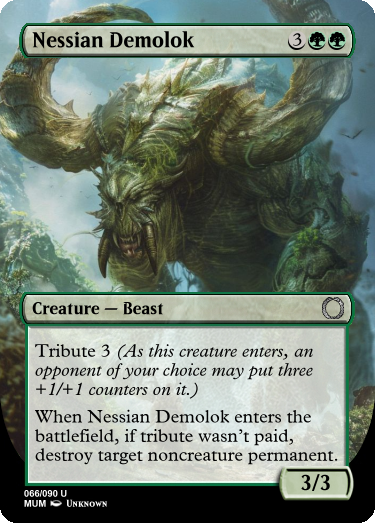 Nessian Demolok 3
Creature — Beast
Tribute 3 (As this creature enters, an
opponent of your choice may put three
+1/+1 counters on it.)
When Nessian Demolok enters the
battlefield, if tribute wasn't paid,
destroy target noncreature permanent.
3/3
066/090 U
MUM Unknown